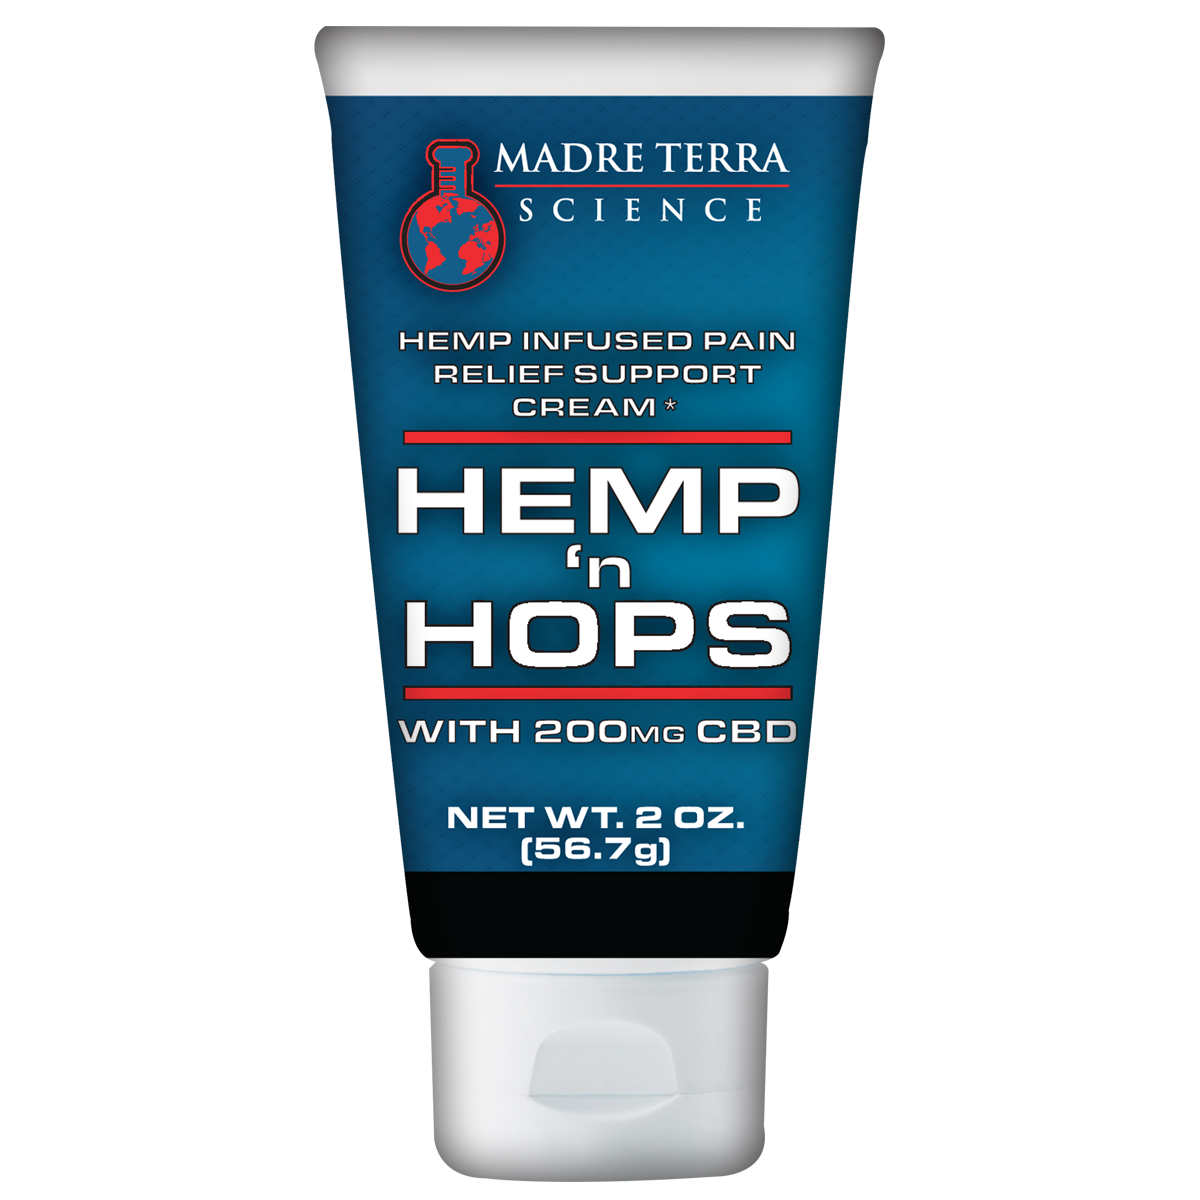 MADRE TERRA
SCIENCE
HEMP INFUSED PAIN
RELIEF SUPPORT
CREAM*
HEMP
‘n
HOPS
WITH 200MG CBD
NET WT. 2 OZ.
(56.7g)